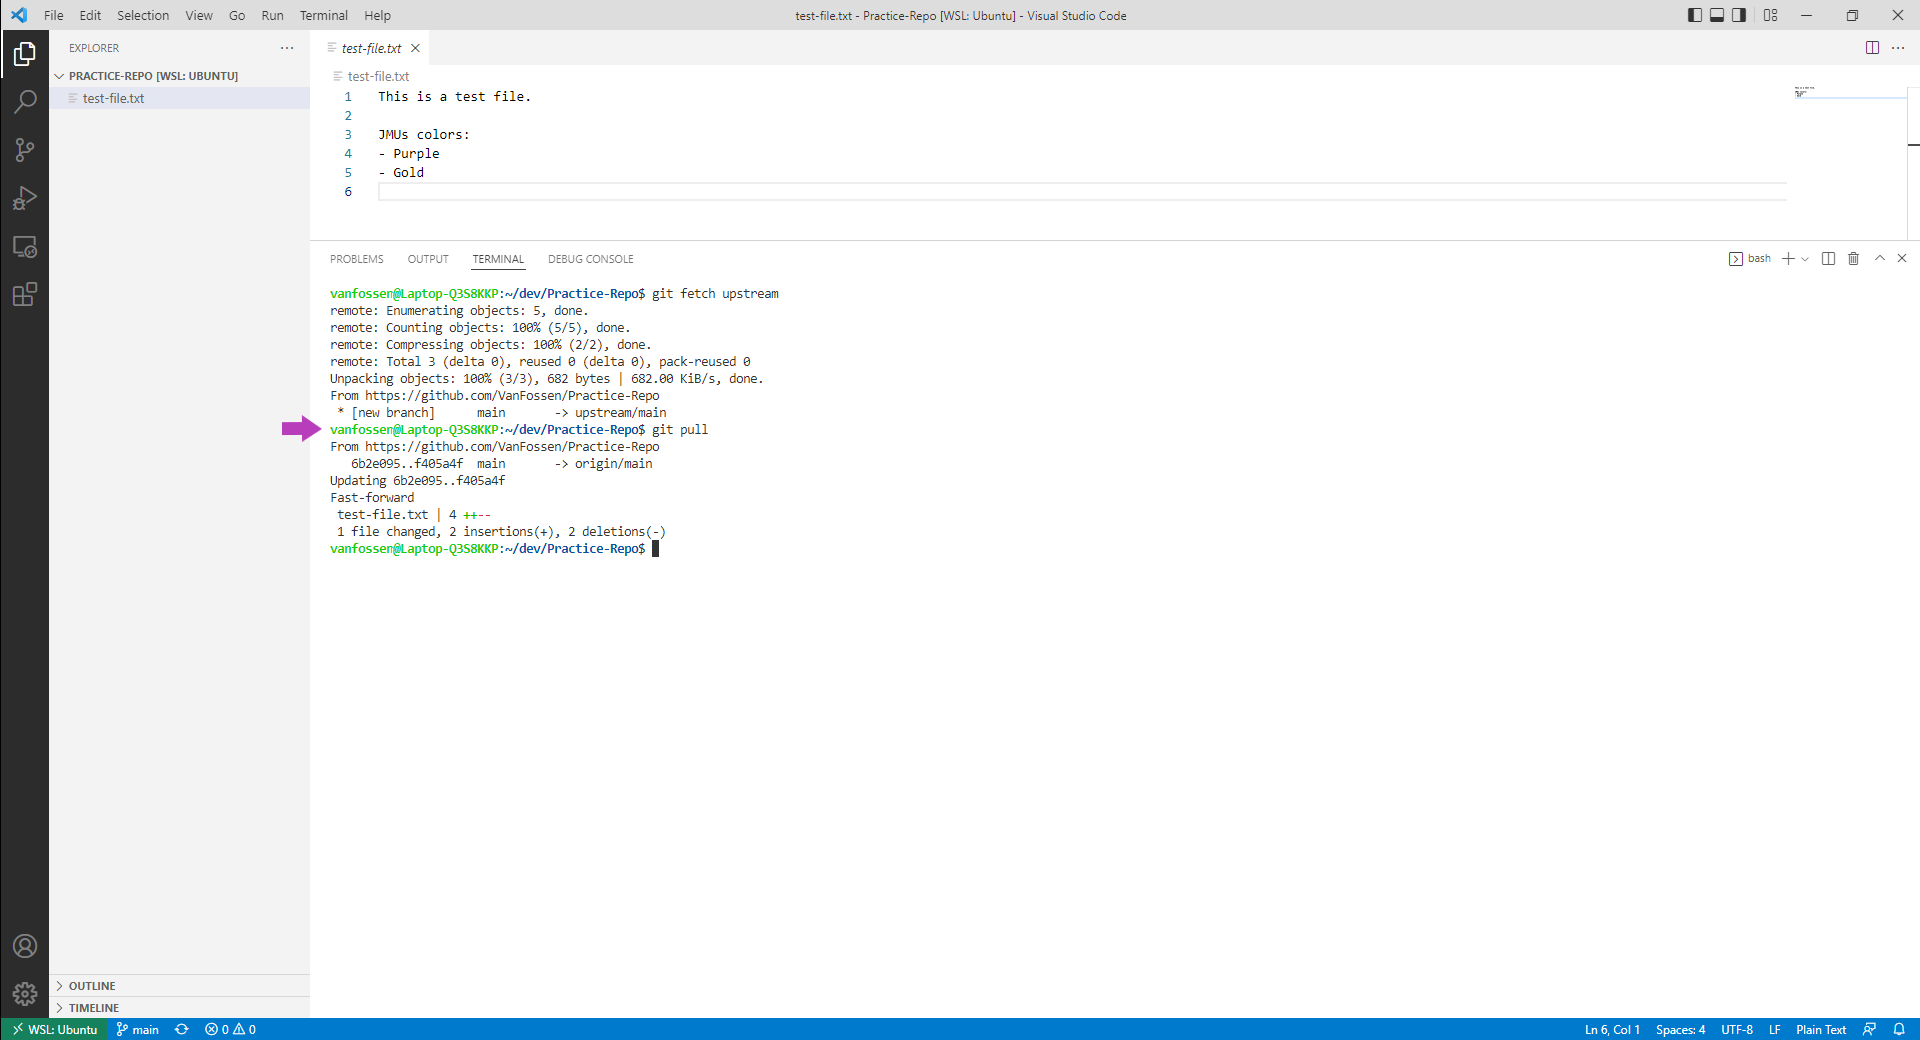 File Edit Selection View Go Run Terminal Help
test-file.txt - Practice-Repo [WSL: Ubuntu] - Visual Studio Code
EXPLORER
PRACTICE-REPO [WSL: UBUNTU]
test-file.txt
test-file.txt
test-file.txt
1 This is a test file.
2
3 JMUs colors:
4 - Purple
5 - Gold
6
PROBLEMS OUTPUT TERMINAL DEBUG CONSOLE
bash
vanfossen@Laptop-Q3S8KKP:~/dev/Practice-Repo$ git fetch upstream
remote: Enumerating objects: 5, done.
remote: Counting objects: 100% (5/5), done.
remote: Compressing objects: 100% (2/2), done.
remote: Total 3 (delta 0), reused 0 (delta 0), pack-reused 0
Unpacking objects: 100% (3/3), 682 bytes | 682.00 KiB/s, done.
From https://github.com/VanFossen/Practice-Repo
* [new branch] main -> upstream/main
vanfossen@Laptop-Q3S8KKP:~/dev/Practice-Repo$ git pull
From https://github.com/VanFossen/Practice-Repo
6b2e095..f405a4f main -> origin/main
Updating 6b2e095..f405a4f
Fast-forward
test-file.txt | 4 ++--
1 file changed, 2 insertions(+), 2 deletions(-)
vanfossen@Laptop-Q3S8KKP:~/dev/Practice-Repo$
OUTLINE
TIMELINE
WSL: Ubuntu main 0 0
Ln 6, Col 1 Spaces: 4 UTF-8 LF Plain Text